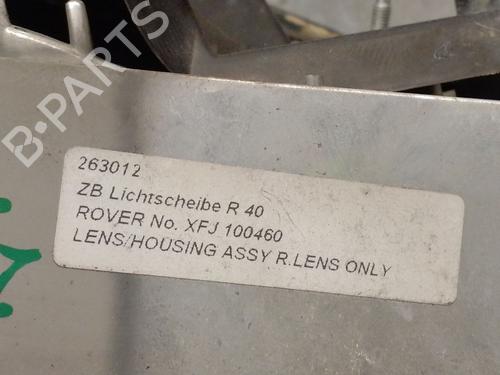 B-PARTS
263012
ZB Lichtscheibe R 40
ROVER No. XFJ 100460
LENS/HOUSING ASSY R.LENS ONLY